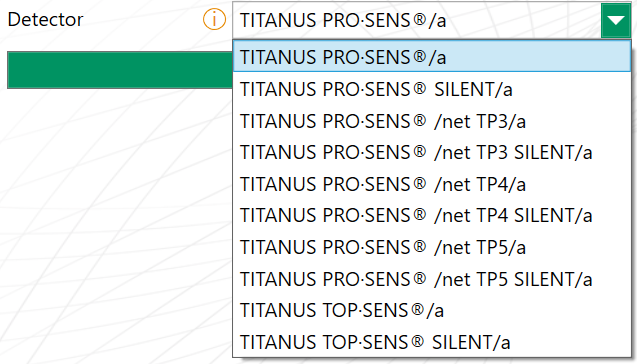 Detector ⓘ TITANUS PRO·SENS®/a
TITANUS PRO·SENS®/a
TITANUS PRO·SENS® SILENT/a
TITANUS PRO·SENS® /net TP3/a
TITANUS PRO·SENS® /net TP3 SILENT/a
TITANUS PRO·SENS® /net TP4/a
TITANUS PRO·SENS® /net TP4 SILENT/a
TITANUS PRO·SENS® /net TP5/a
TITANUS PRO·SENS® /net TP5 SILENT/a
TITANUS TOP·SENS®/a
TITANUS TOP·SENS® SILENT/a